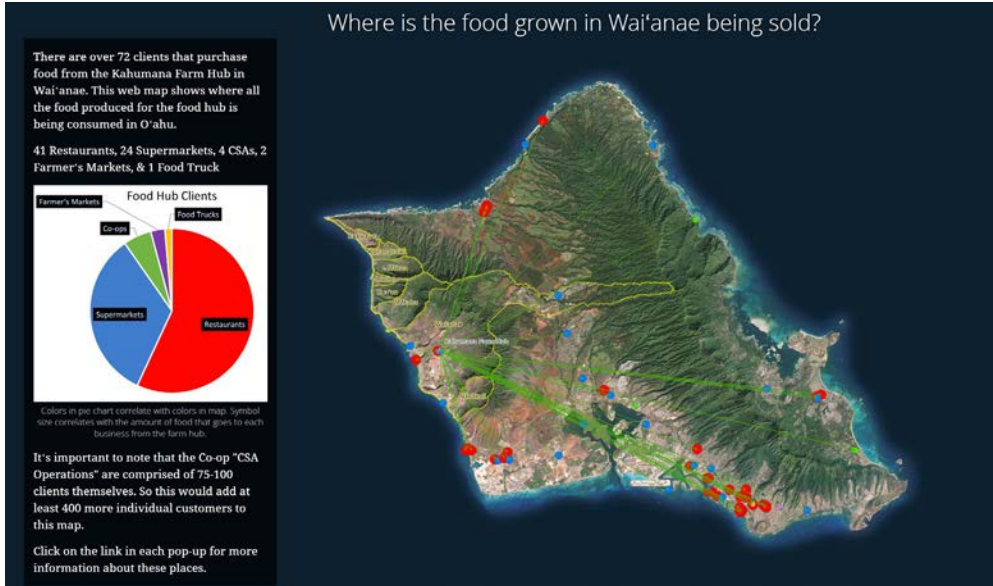 Where is the food grown in Waiʻanae being sold?
There are over 72 clients that purchase
food from the Kahumana Farm Hub in
Waiʻanae. This web map shows where all
the food produced for the food hub is
being consumed in Oʻahu.
41 Restaurants, 24 Supermarkets, 4 CSAs, 2
Farmer's Markets, & 1 Food Truck
Food Hub Clients
Farmer's Markets
Food Trucks
Co-ops
Supermarkets
Restaurants
Colors in pie chart correlate with colors in map. Symbol
size correlates with the amount of food that goes to each
business from the farm hub.
It's important to note that the Co-op "CSA
Operations" are comprised of 75-100
clients themselves. So this would add at
least 400 more individual customers to
this map.
Click on the link in each pop-up for more
information about these places.